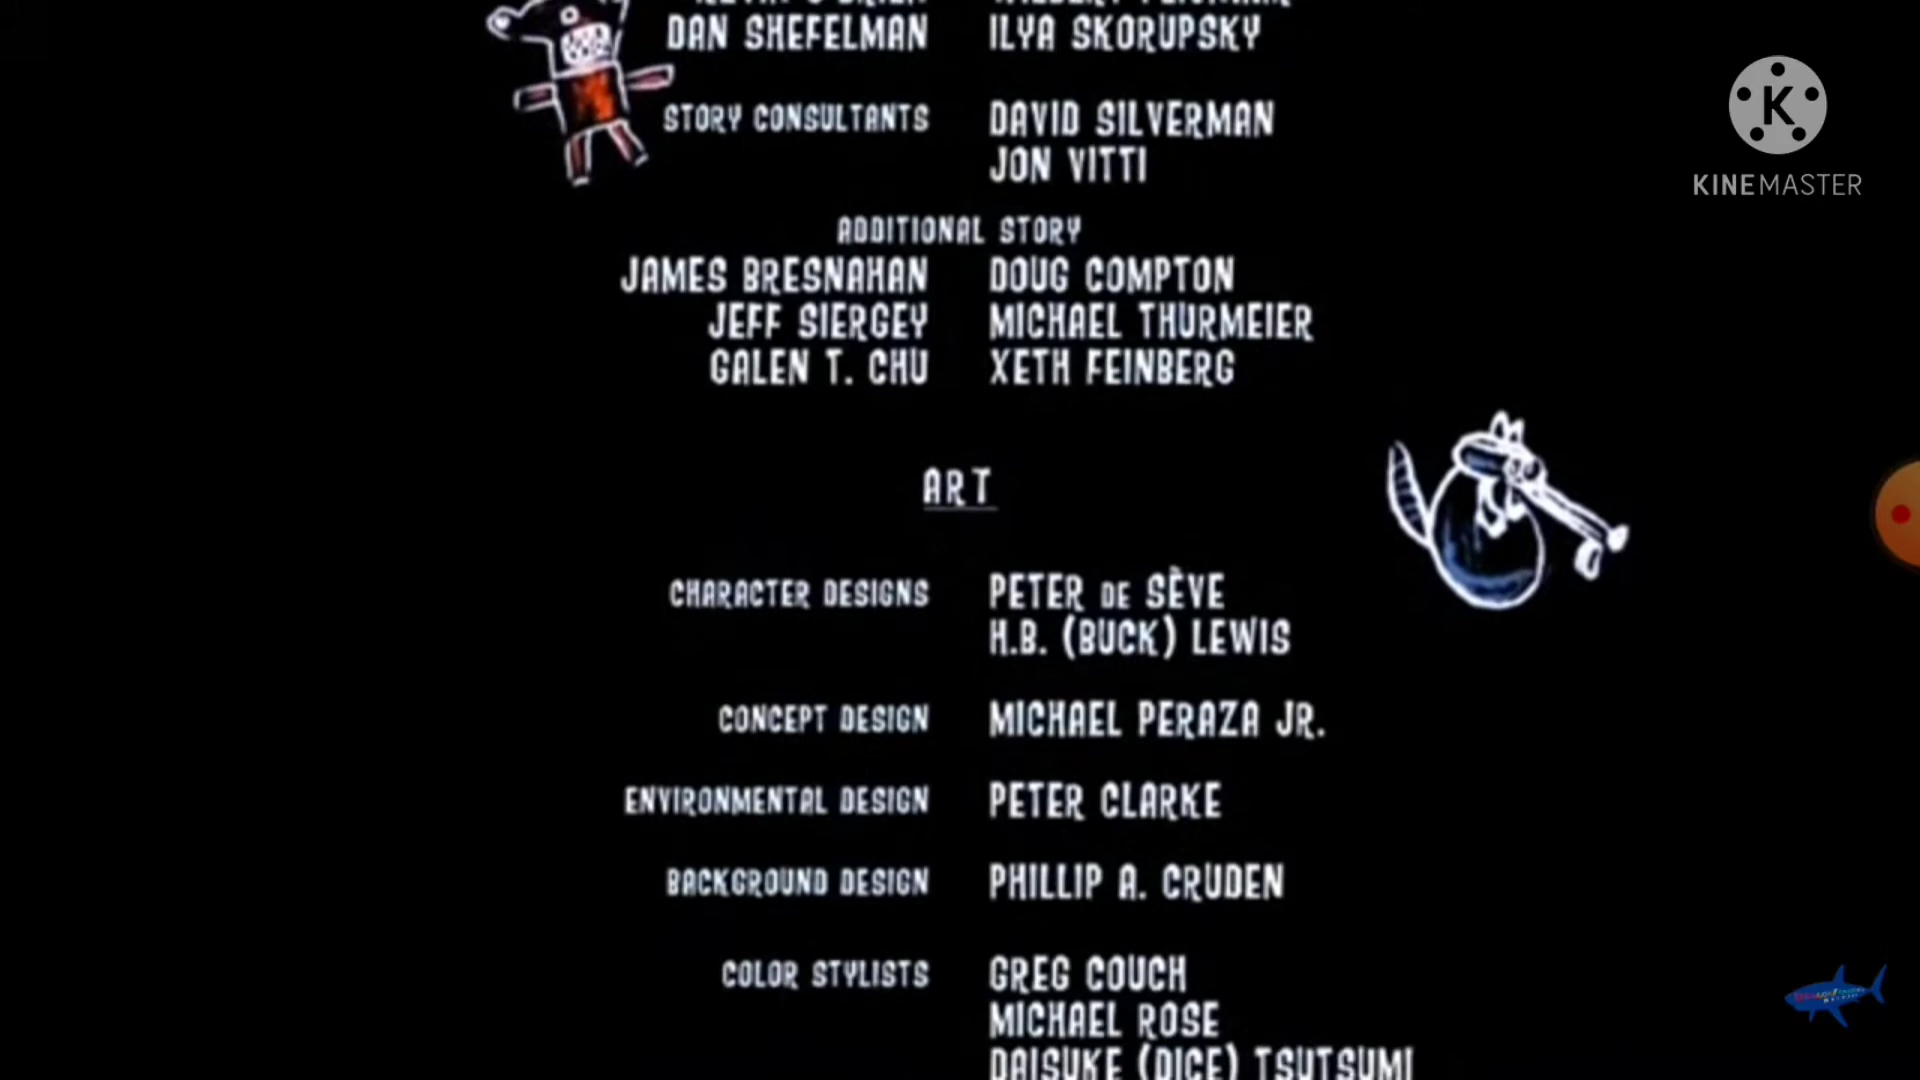 DAN SHEFELMAN ILYA SKORUPSKY
STORY CONSULTANTS DAVID SILVERMAN
JON VITTI
ADDITIONAL STORY
JAMES BRESNAHAN DOUG COMPTON
JEFF SIERGEY MICHAEL THURMEIER
GALEN T. CHU XETH FEINBERG
ART
CHARACTER DESIGNS PETER DE SÈVE
H.B. (BUCK) LEWIS
CONCEPT DESIGN MICHAEL PERAZA JR.
ENVIRONMENTAL DESIGN PETER CLARKE
BACKGROUND DESIGN PHILLIP A. CRUDEN
COLOR STYLISTS GREG COUCH
MICHAEL ROSE
DAISUKE (DICE) TSUTSUMI
K
KINEMASTER